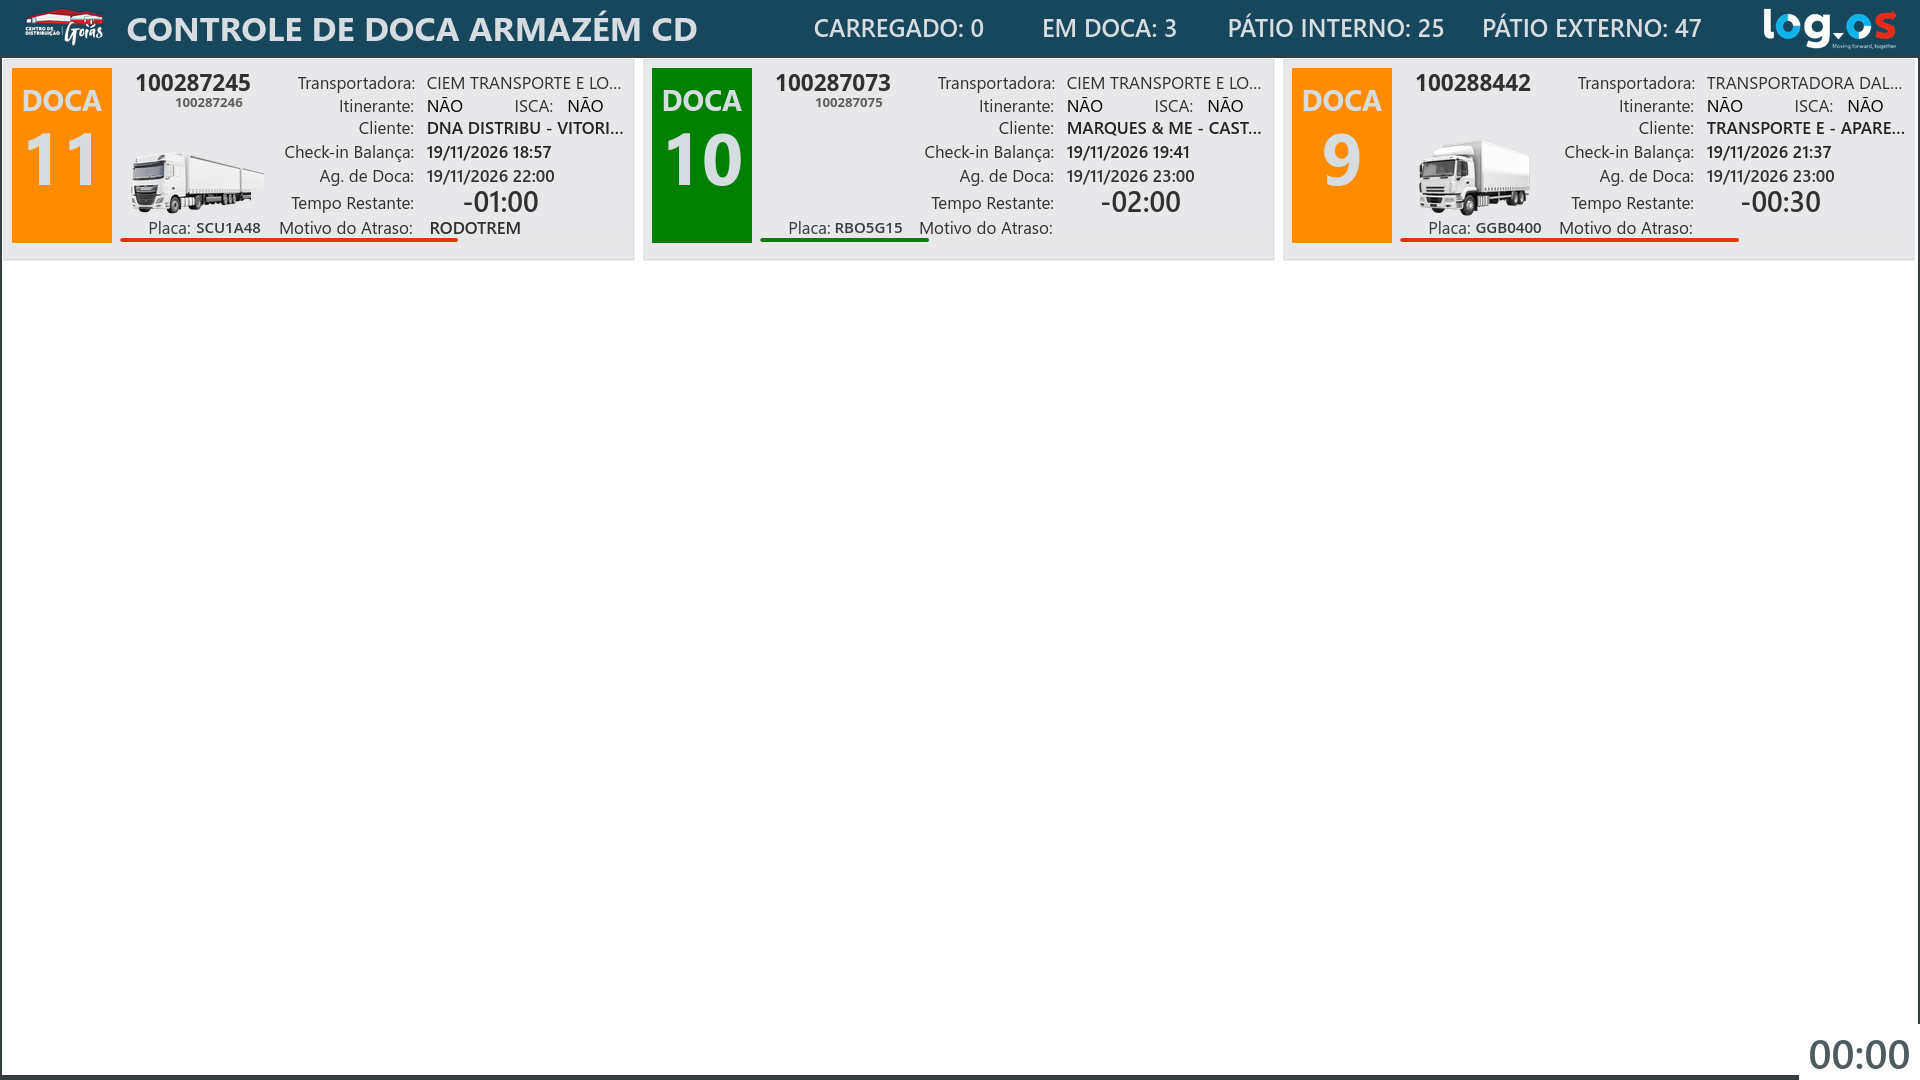 CENTRO DE DISTRIBUIÇÃO Goiás
CONTROLE DE DOCA ARMAZÉM CD
CARREGADO: 0
EM DOCA: 3
PÁTIO INTERNO: 25
PÁTIO EXTERNO: 47
log.os
Moving forward, together
DOCA
11
100287245
100287246
Placa: SCU1A48
Transportadora: CIEM TRANSPORTE E LO...
Itinerante: NÃO ISCA: NÃO
Cliente: DNA DISTRIBU - VITORI...
Check-in Balança: 19/11/2026 18:57
Ag. de Doca: 19/11/2026 22:00
Tempo Restante: -01:00
Motivo do Atraso: RODOTREM
DOCA
10
100287073
100287075
Placa: RBO5G15
Transportadora: CIEM TRANSPORTE E LO...
Itinerante: NÃO ISCA: NÃO
Cliente: MARQUES & ME - CAST...
Check-in Balança: 19/11/2026 19:41
Ag. de Doca: 19/11/2026 23:00
Tempo Restante: -02:00
Motivo do Atraso:
DOCA
9
100288442
Placa: GGB0400
Transportadora: TRANSPORTADORA DAL...
Itinerante: NÃO ISCA: NÃO
Cliente: TRANSPORTE E - APARE...
Check-in Balança: 19/11/2026 21:37
Ag. de Doca: 19/11/2026 23:00
Tempo Restante: -00:30
Motivo do Atraso:
00:00